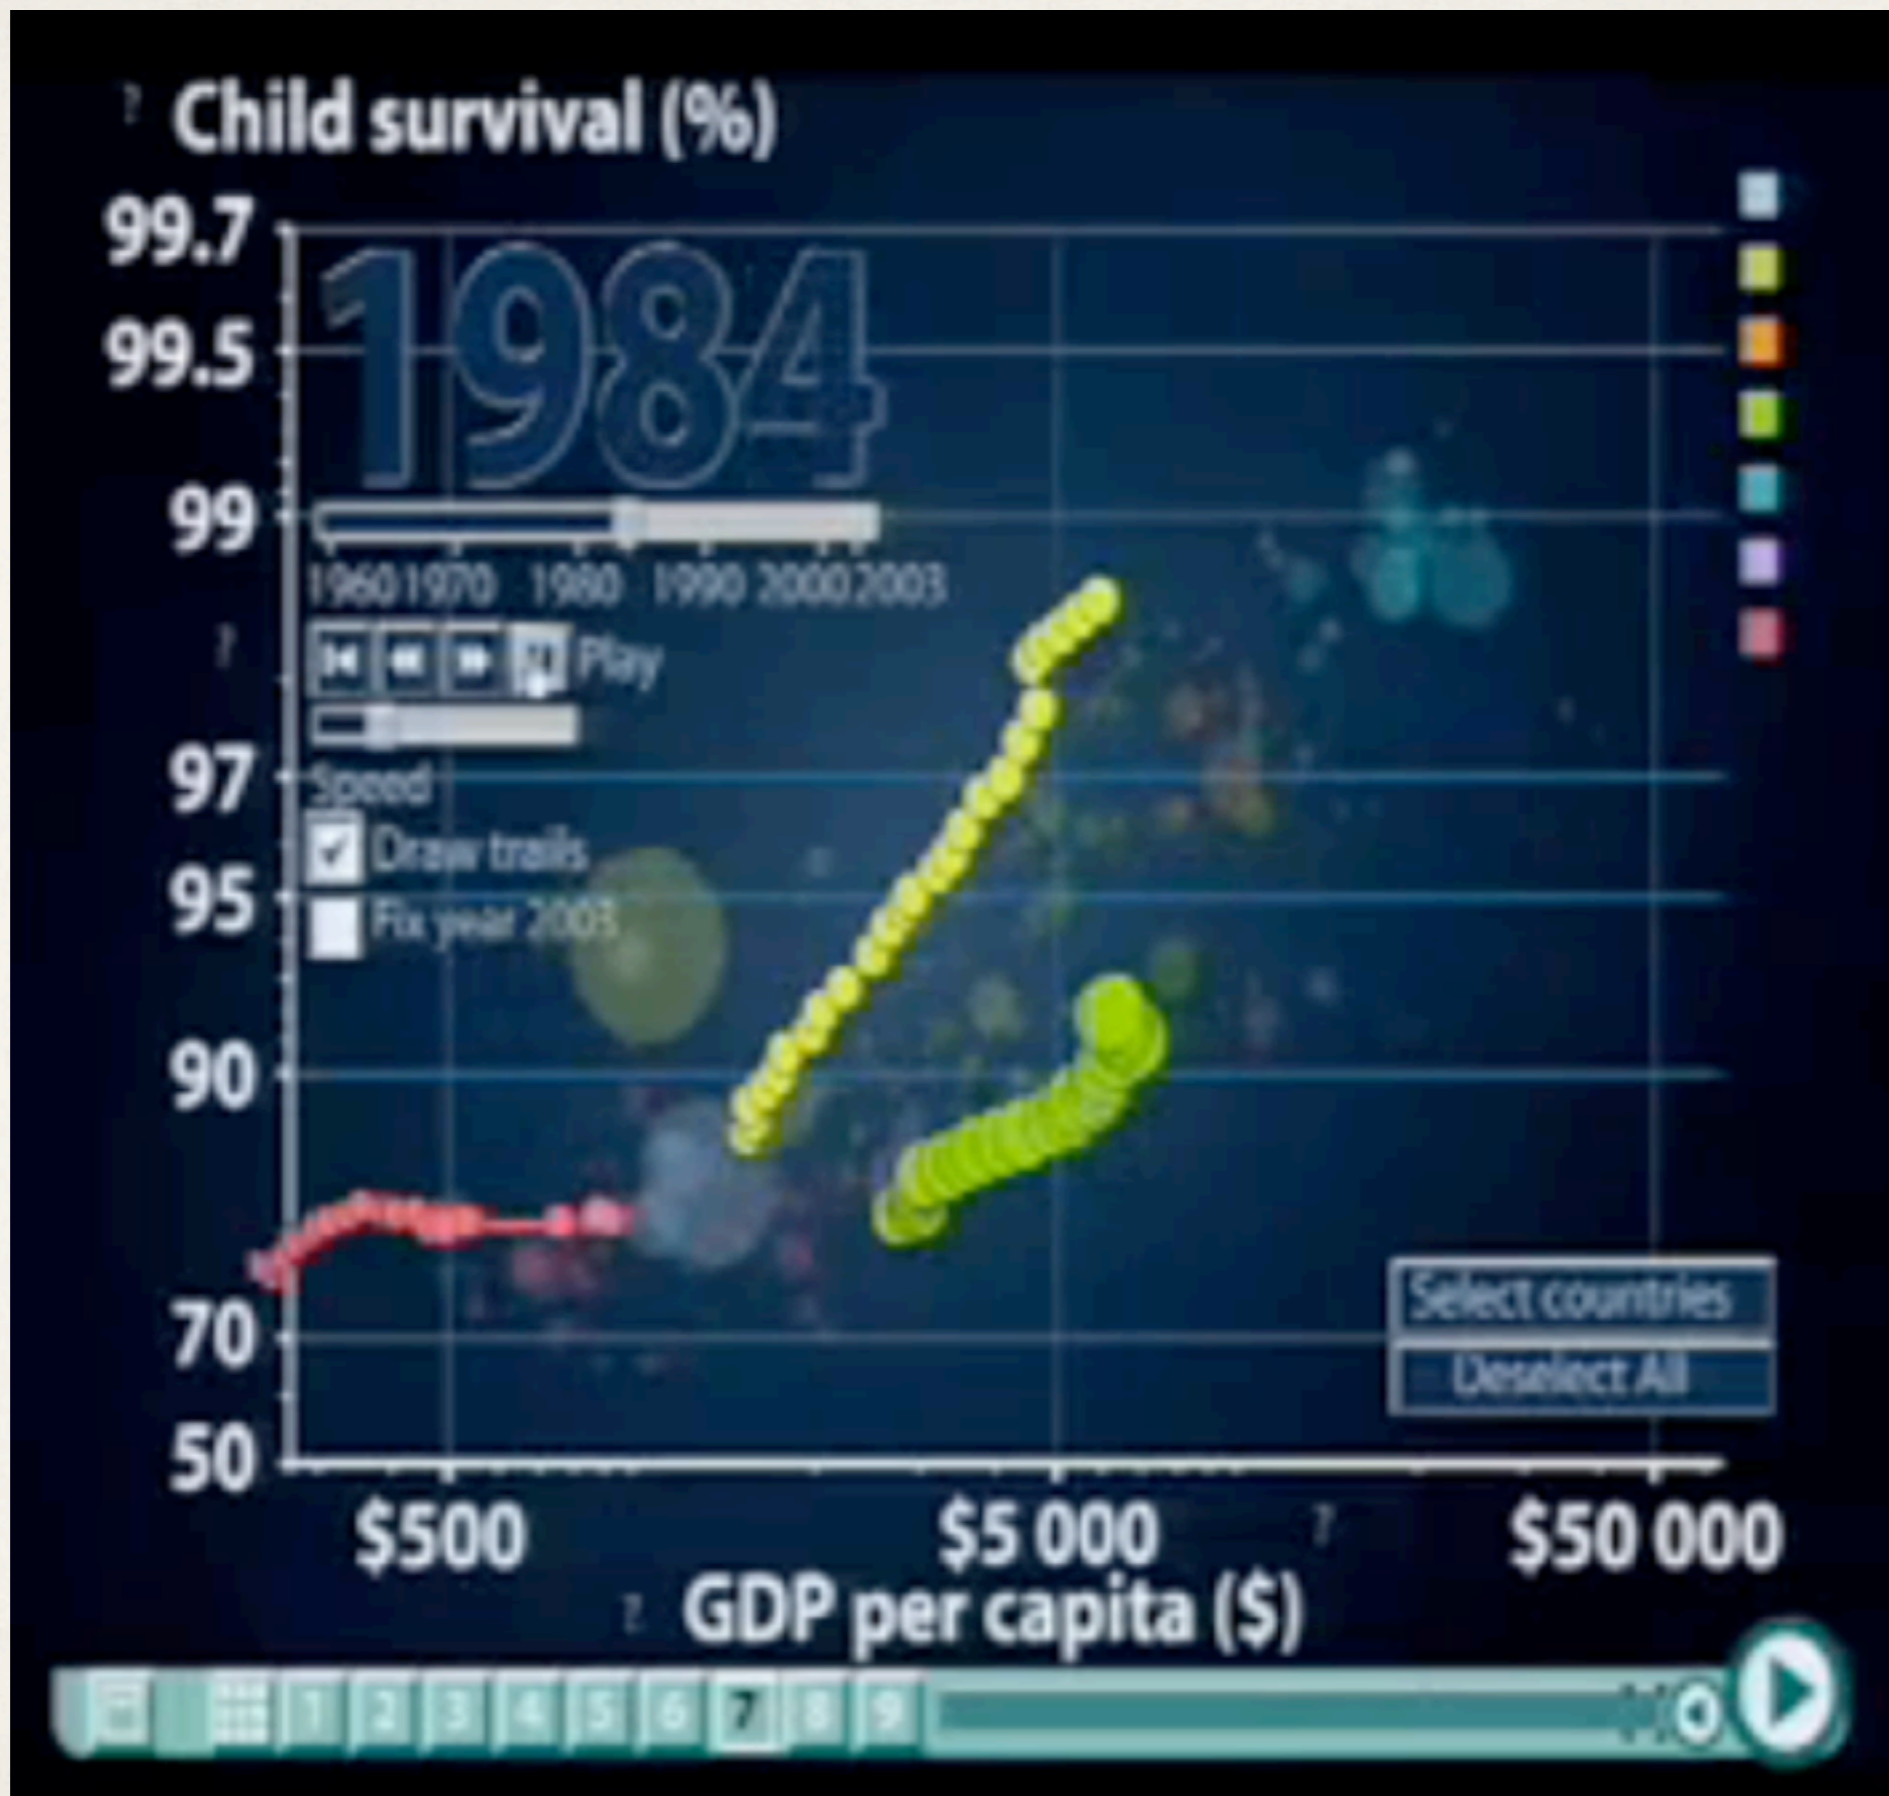 ? Child survival (%)
99.7
1984
99.5
99
1960 1970 1980 1990 2000 2003
?
Play
97
Speed
Draw trails
95
Fix year 2003
90
Select countries
70
Deselect All
50
$500 $5 000 ? $50 000
? GDP per capita ($)
1 2 3 4 5 6 7 8 9